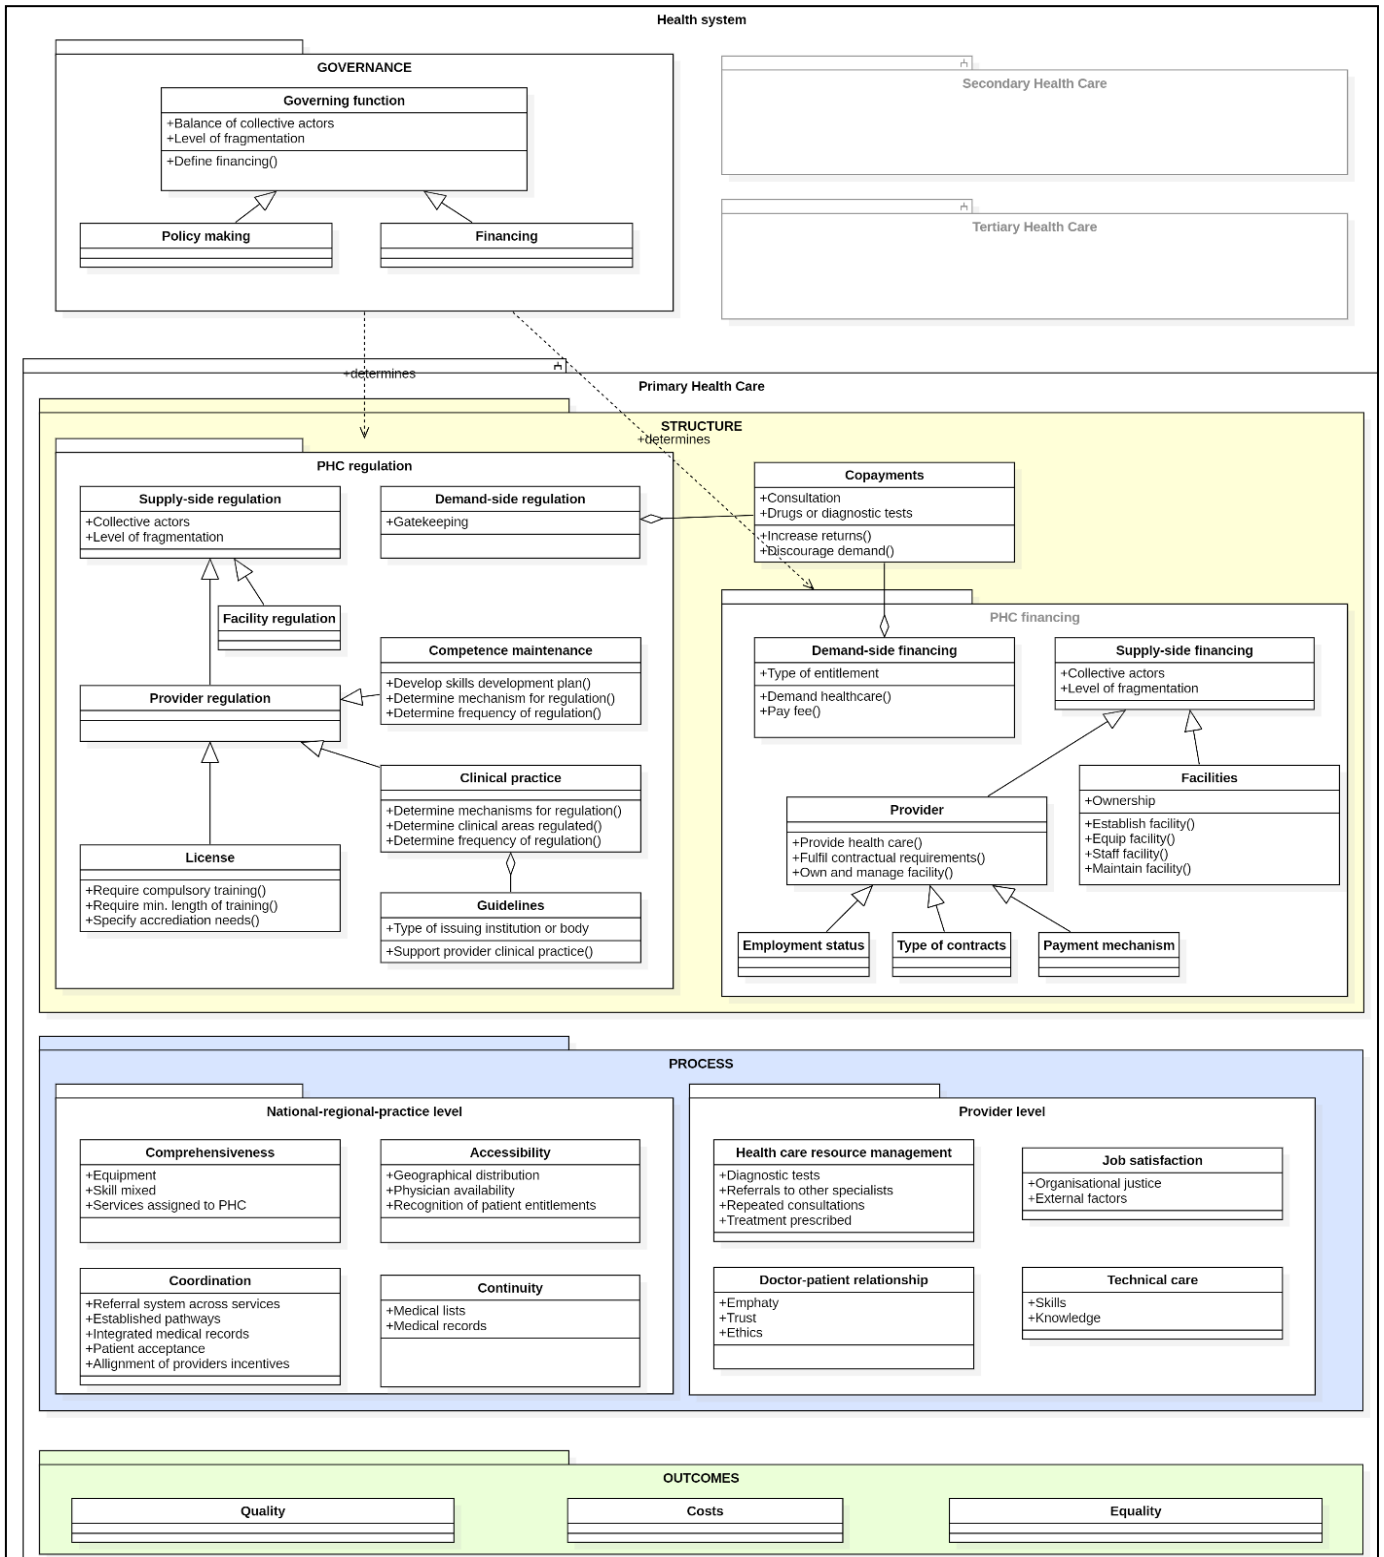 Health system
GOVERNANCE
Governing function
+Balance of collective actors
+Level of fragmentation
+Define financing()
Policy making
Financing
Secondary Health Care
Tertiary Health Care
+determines
Primary Health Care
STRUCTURE
+determines
PHC regulation
Supply-side regulation
+Collective actors
+Level of fragmentation
Demand-side regulation
+Gatekeeping
Copayments
+Consultation
+Drugs or diagnostic tests
+Increase returns()
+Discourage demand()
Facility regulation
Provider regulation
Competence maintenance
+Develop skills development plan()
+Determine mechanism for regulation()
+Determine frequency of regulation()
Clinical practice
+Determine mechanisms for regulation()
+Determine clinical areas regulated()
+Determine frequency of regulation()
License
+Require compulsory training()
+Require min. length of training()
+Specify accrediation needs()
Guidelines
+Type of issuing institution or body
+Support provider clinical practice()
PHC financing
Demand-side financing
+Type of entitlement
+Demand healthcare()
+Pay fee()
Supply-side financing
+Collective actors
+Level of fragmentation
Provider
+Provide health care()
+Fulfil contractual requirements()
+Own and manage facility()
Facilities
+Ownership
+Establish facility()
+Equip facility()
+Staff facility()
+Maintain facility()
Employment status
Type of contracts
Payment mechanism
PROCESS
National-regional-practice level
Comprehensiveness
+Equipment
+Skill mixed
+Services assigned to PHC
Accessibility
+Geographical distribution
+Physician availability
+Recognition of patient entitlements
Coordination
+Referral system across services
+Established pathways
+Integrated medical records
+Patient acceptance
+Allignment of providers incentives
Continuity
+Medical lists
+Medical records
Provider level
Health care resource management
+Diagnostic tests
+Referrals to other specialists
+Repeated consultations
+Treatment prescribed
Job satisfaction
+Organisational justice
+External factors
Doctor-patient relationship
+Emphaty
+Trust
+Ethics
Technical care
+Skills
+Knowledge
OUTCOMES
Quality
Costs
Equality